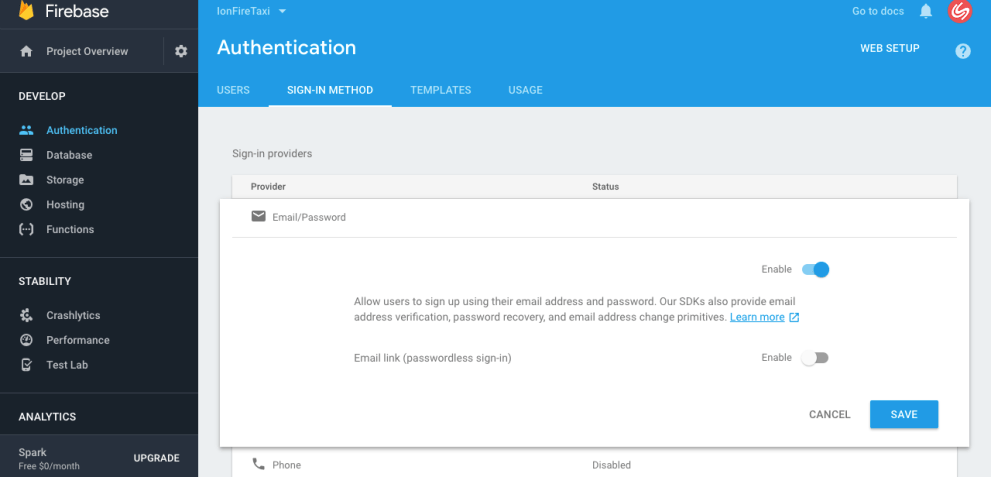 Firebase
IonFireTaxi
Go to docs
Project Overview
Authentication
WEB SETUP
USERS
SIGN-IN METHOD
TEMPLATES
USAGE
DEVELOP
Authentication
Database
Storage
Hosting
Functions
STABILITY
Crashlytics
Performance
Test Lab
ANALYTICS
Spark
Free $0/month
UPGRADE
Sign-in providers
Provider
Status
Email/Password
Enable
Allow users to sign up using their email address and password. Our SDKs also provide email
address verification, password recovery, and email address change primitives. Learn more
Email link (passwordless sign-in)
Enable
CANCEL
SAVE
Phone
Disabled